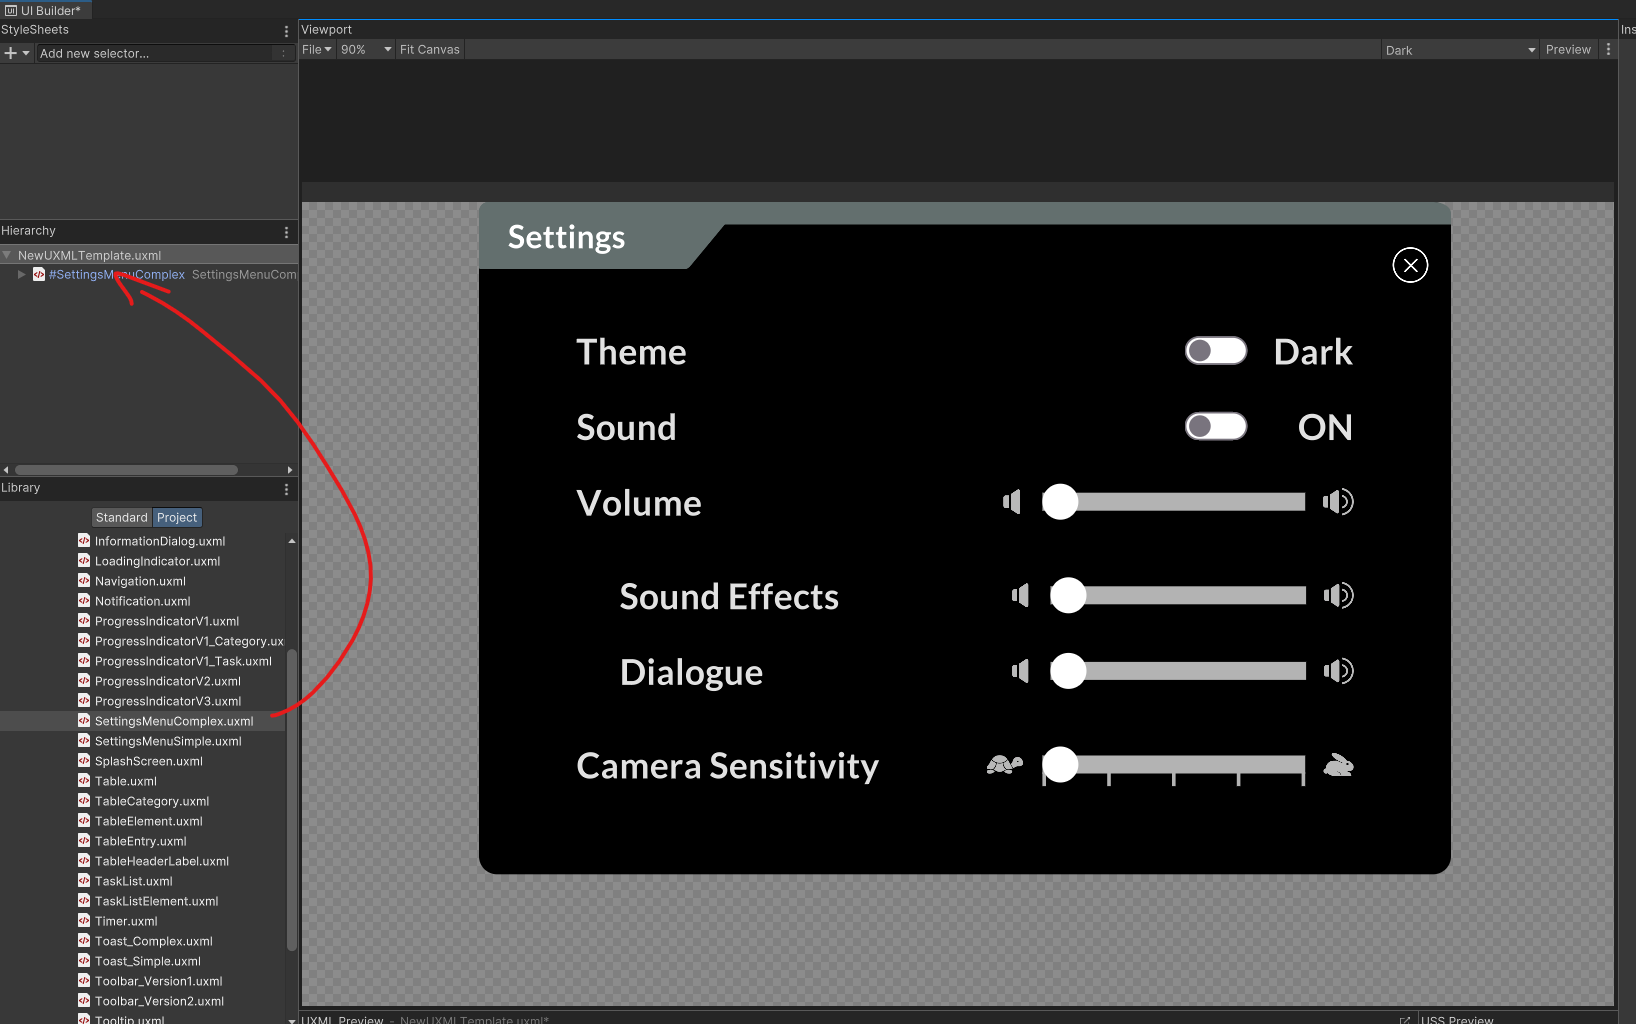 UI Builder*
StyleSheets
Add new selector...
Hierarchy
NewUXMLTemplate.uxml
#SettingsMenuComplex SettingsMenuCom
Library
Standard Project
InformationDialog.uxml
LoadingIndicator.uxml
Navigation.uxml
Notification.uxml
ProgressIndicatorV1.uxml
ProgressIndicatorV1_Category.ux
ProgressIndicatorV1_Task.uxml
ProgressIndicatorV2.uxml
ProgressIndicatorV3.uxml
SettingsMenuComplex.uxml
SettingsMenuSimple.uxml
SplashScreen.uxml
Table.uxml
TableCategory.uxml
TableElement.uxml
TableEntry.uxml
TableHeaderLabel.uxml
TaskList.uxml
TaskListElement.uxml
Timer.uxml
Toast_Complex.uxml
Toast_Simple.uxml
Toolbar_Version1.uxml
Toolbar_Version2.uxml
Tooltip.uxml
Viewport
File 90% Fit Canvas Dark Preview
Settings
Theme Dark
Sound ON
Volume
Sound Effects
Dialogue
Camera Sensitivity
UXML Preview - NewUXMLTemplate.uxml*
USS Preview
Ins